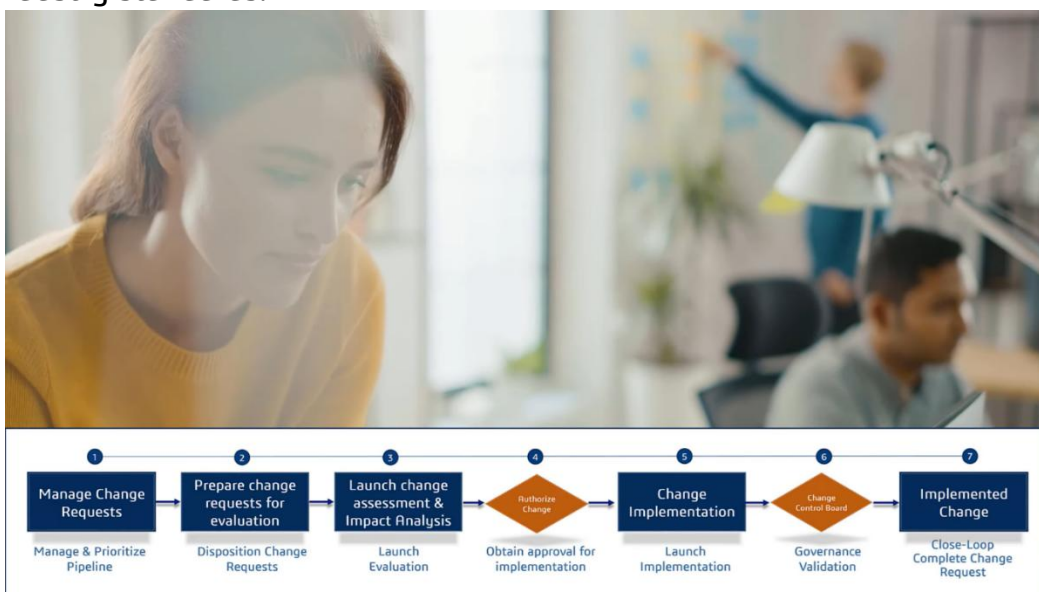 1 2 3 4 5 6 7
Manage Change
Requests
Prepare change
requests for
evaluation
Launch change
assessment &
Impact Analysis
Authorize
Change
Change
Implementation
Change
Control Board
Implemented
Change
Manage & Prioritize
Pipeline
Disposition Change
Requests
Launch
Evaluation
Obtain approval for
implementation
Launch
Implementation
Governance
Validation
Close-Loop
Complete Change
Request